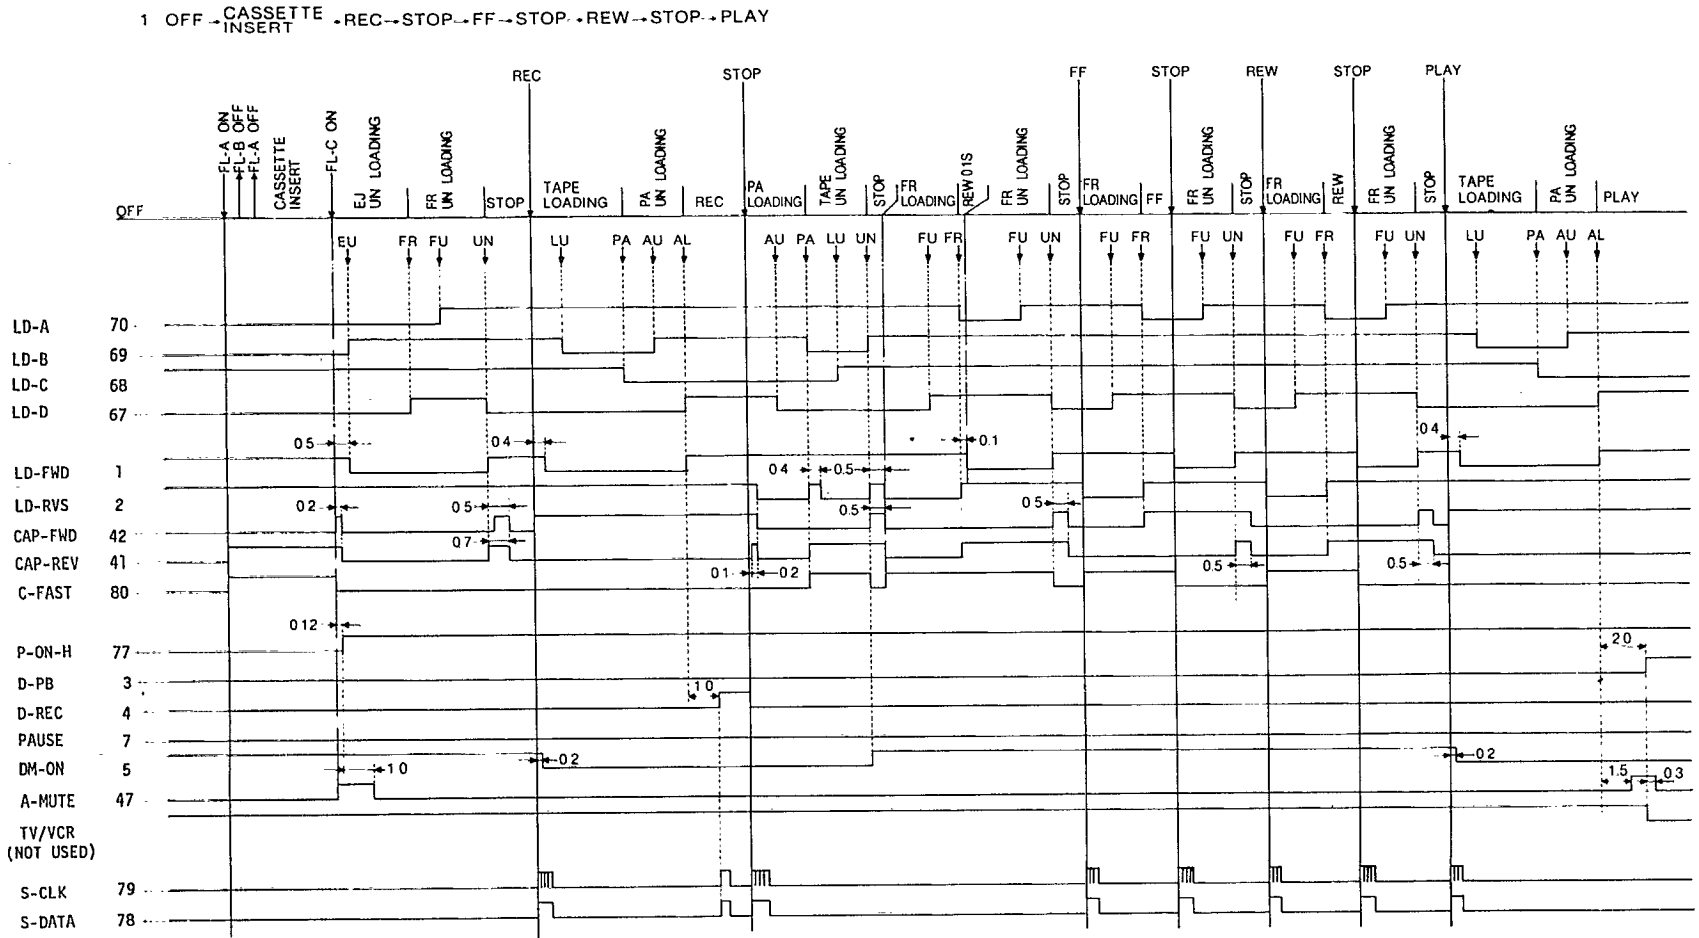 1 OFF→CASSETTE INSERT→REC→STOP→FF→STOP→REW→STOP→PLAY
REC STOP FF STOP REW STOP PLAY
OFF
FL-A ON
FL-B OFF
FL-A OFF
CASSETTE INSERT
FL-C ON
EJ UN LOADING
FR UN LOADING
STOP
TAPE LOADING
PA UN LOADING
REC
PA LOADING
TAPE UN LOADING
STOP
FR LOADING
REW 0 1S
FR UN LOADING
STOP
FR LOADING
FF
FR UN LOADING
STOP
FR LOADING
REW
FR UN LOADING
STOP
TAPE LOADING
PA UN LOADING
PLAY
EU FR FU UN LU PA AU AL AU PA LU UN FU FR FU UN FU FR FU UN FU FR FU UN LU PA AU AL
LD-A 70
LD-B 69
LD-C 68
LD-D 67
0 5 0 4 0.1 0 4
LD-FWD 1
0 4 0.5
LD-RVS 2
0 2 0 5 0.5 0 5
CAP-FWD 42
0.7
CAP-REV 41
0 1 0 2 0.5 0 5
C-FAST 80
0 12
P-ON-H 77
2 0
D-PB 3
1 0
D-REC 4
PAUSE 7
0 2 0 2
DM-ON 5
1 0 1.5 0 3
A-MUTE 47
TV/VCR
(NOT USED)
S-CLK 79
S-DATA 78